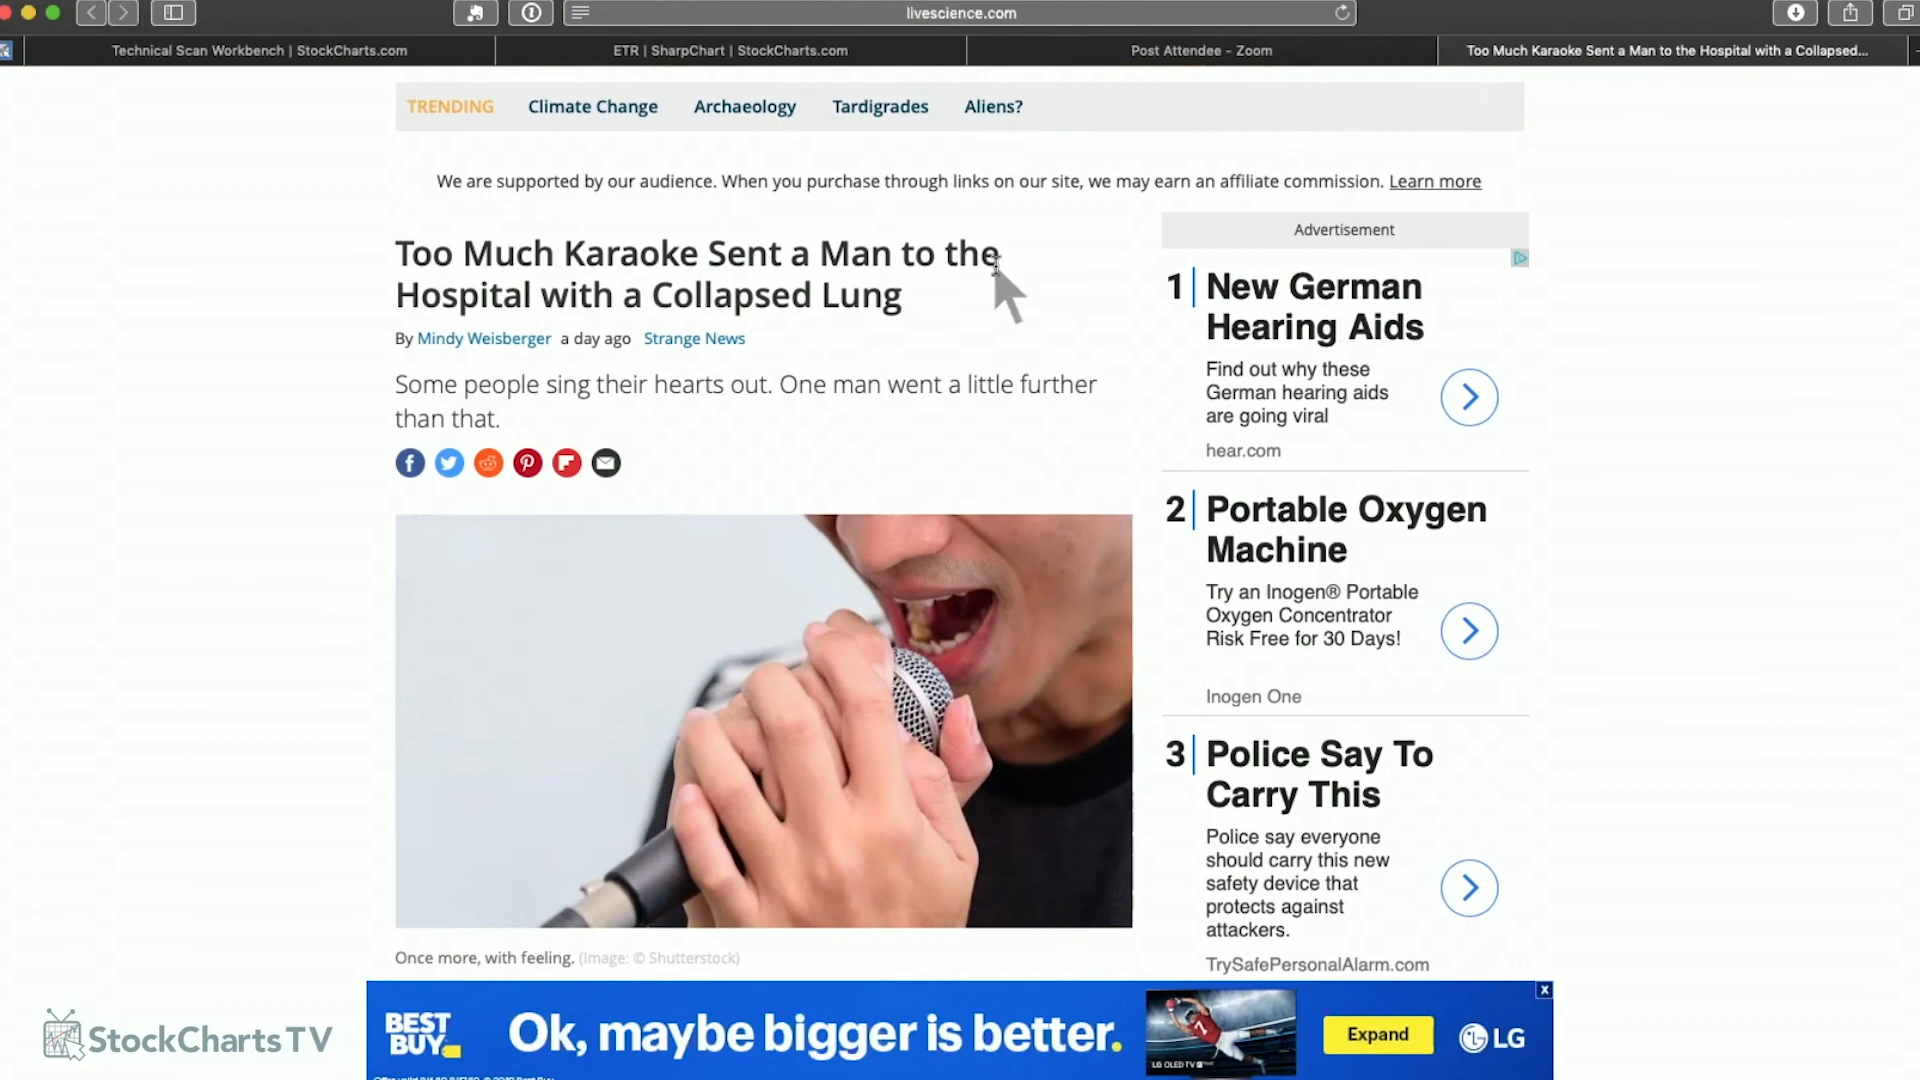 livescience.com
Technical Scan Workbench | StockCharts.com
ETR | SharpChart | StockCharts.com
Post Attendee - Zoom
Too Much Karaoke Sent a Man to the Hospital with a Collapsed...
TRENDING Climate Change Archaeology Tardigrades Aliens?
We are supported by our audience. When you purchase through links on our site, we may earn an affiliate commission. Learn more
Too Much Karaoke Sent a Man to the
Hospital with a Collapsed Lung
By Mindy Weisberger a day ago Strange News
Some people sing their hearts out. One man went a little further
than that.
Once more, with feeling. (Image: © Shutterstock)
Advertisement
1 New German
Hearing Aids
Find out why these
German hearing aids
are going viral
hear.com
2 Portable Oxygen
Machine
Try an Inogen® Portable
Oxygen Concentrator
Risk Free for 30 Days!
Inogen One
3 Police Say To
Carry This
Police say everyone
should carry this new
safety device that
protects against
attackers.
TrySafePersonalAlarm.com
StockCharts TV
BEST
BUY
Ok, maybe bigger is better.
7
LG OLED TV
Expand
LG